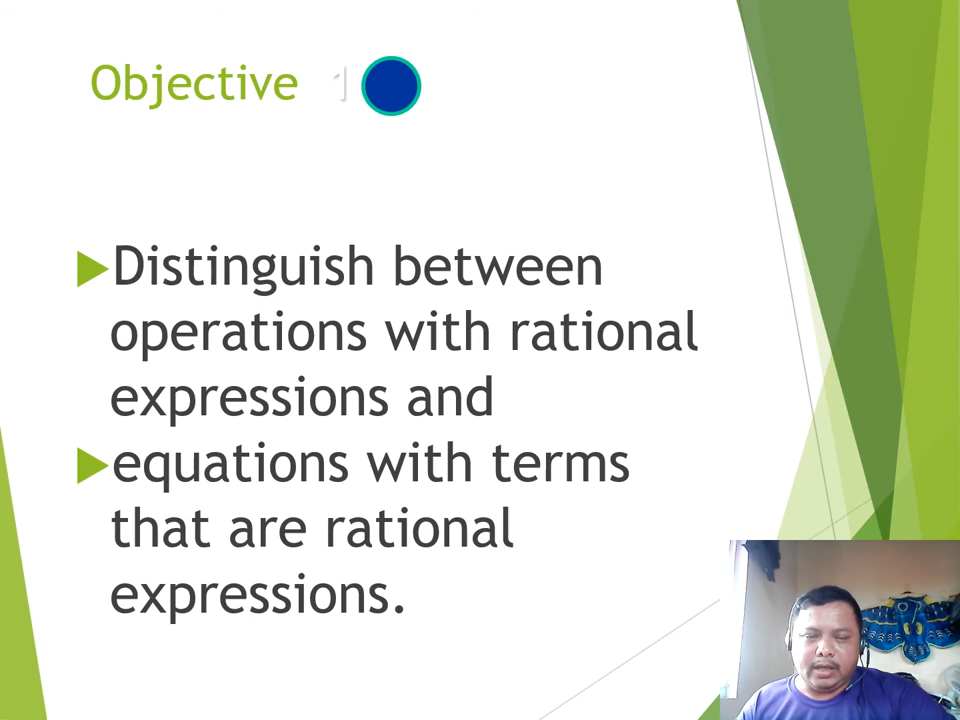 Objective 1
Distinguish between
operations with rational
expressions and
equations with terms
that are rational
expressions.